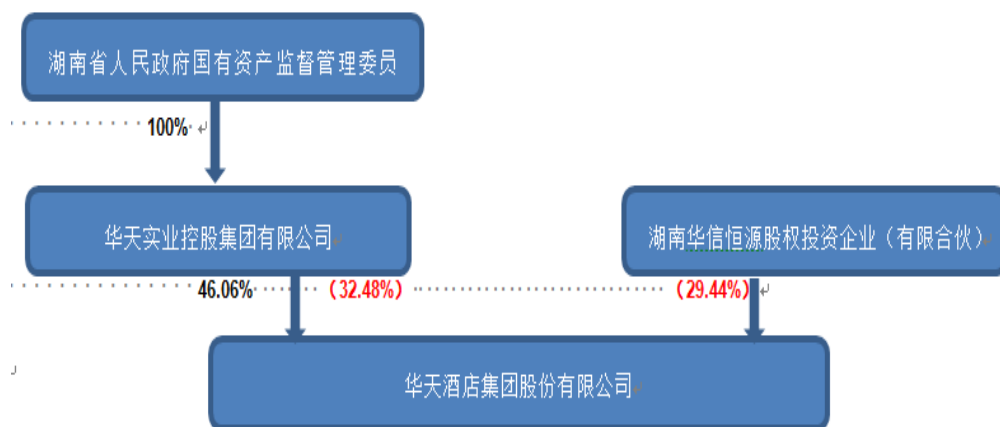 湖南省人民政府国有资产监督管理委员
100%
华天实业控股集团有限公司
湖南华信恒源股权投资企业（有限合伙）
46.06% （32.48%） （29.44%）
华天酒店集团股份有限公司